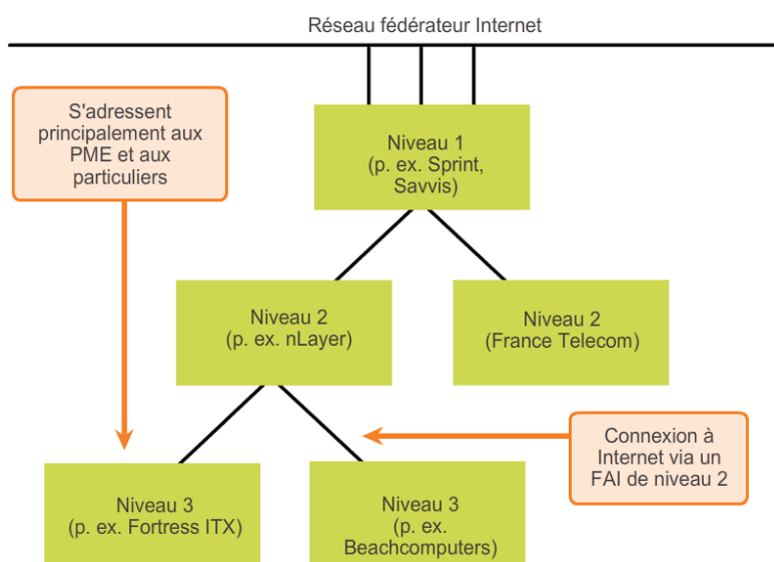 Réseau fédérateur Internet
S'adressent
principalement aux
PME et aux
particuliers
Niveau 1
(p. ex. Sprint,
Savvis)
Niveau 2
(p. ex. nLayer)
Niveau 2
(France Telecom)
Connexion à
Internet via un
FAI de niveau 2
Niveau 3
(p. ex. Fortress ITX)
Niveau 3
(p. ex.
Beachcomputers)